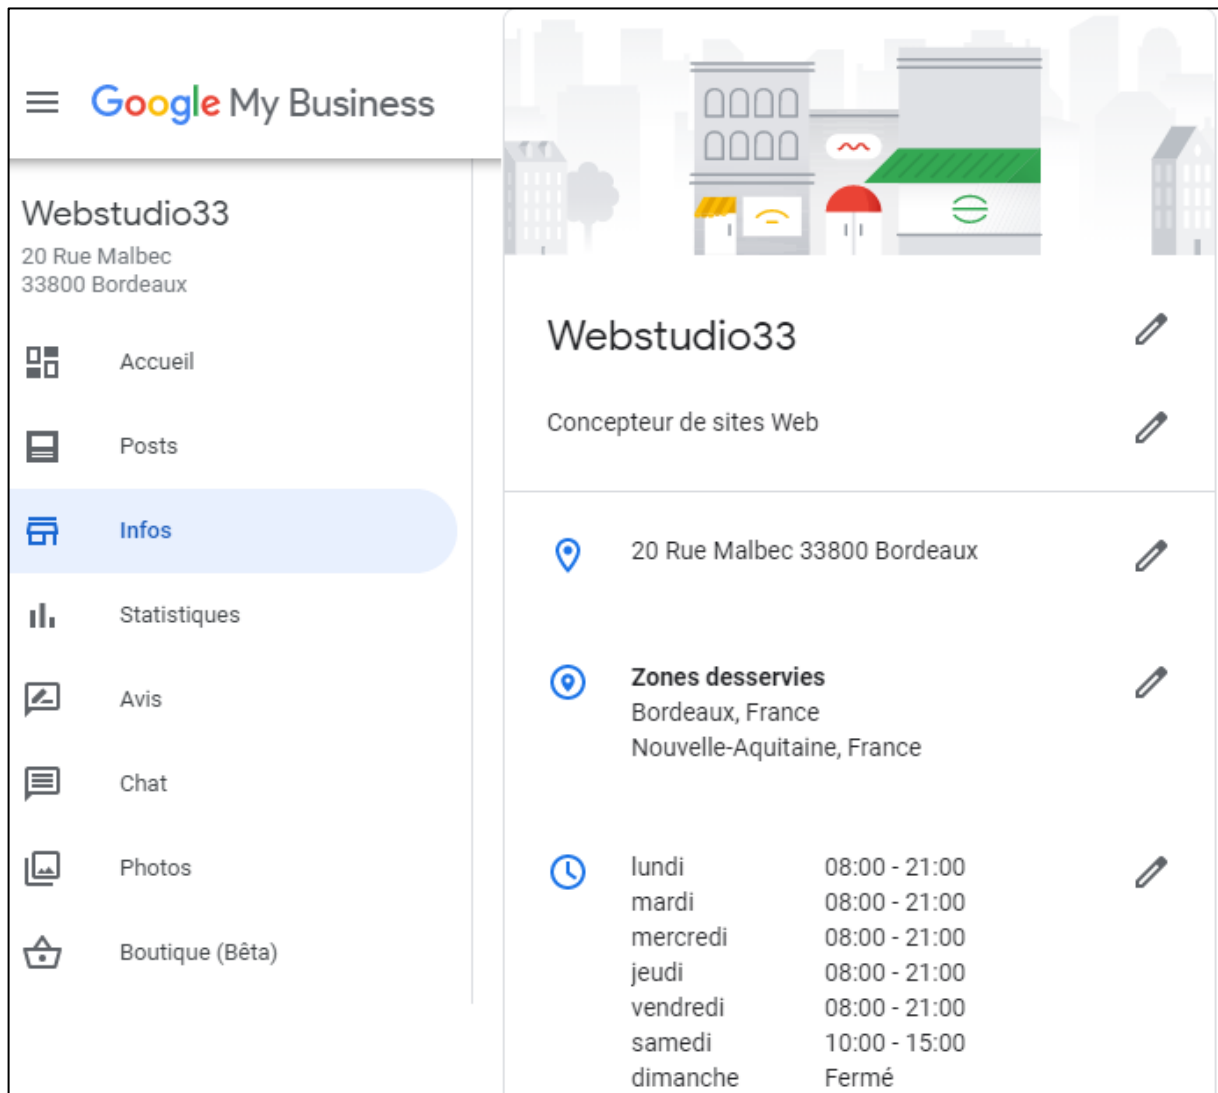 Google My Business
Webstudio33
20 Rue Malbec
33800 Bordeaux
Accueil
Posts
Infos
Statistiques
Avis
Chat
Photos
Boutique (Bêta)
Webstudio33
Concepteur de sites Web
20 Rue Malbec 33800 Bordeaux
Zones desservies
Bordeaux, France
Nouvelle-Aquitaine, France
lundi 08:00 - 21:00
mardi 08:00 - 21:00
mercredi 08:00 - 21:00
jeudi 08:00 - 21:00
vendredi 08:00 - 21:00
samedi 10:00 - 15:00
dimanche Fermé